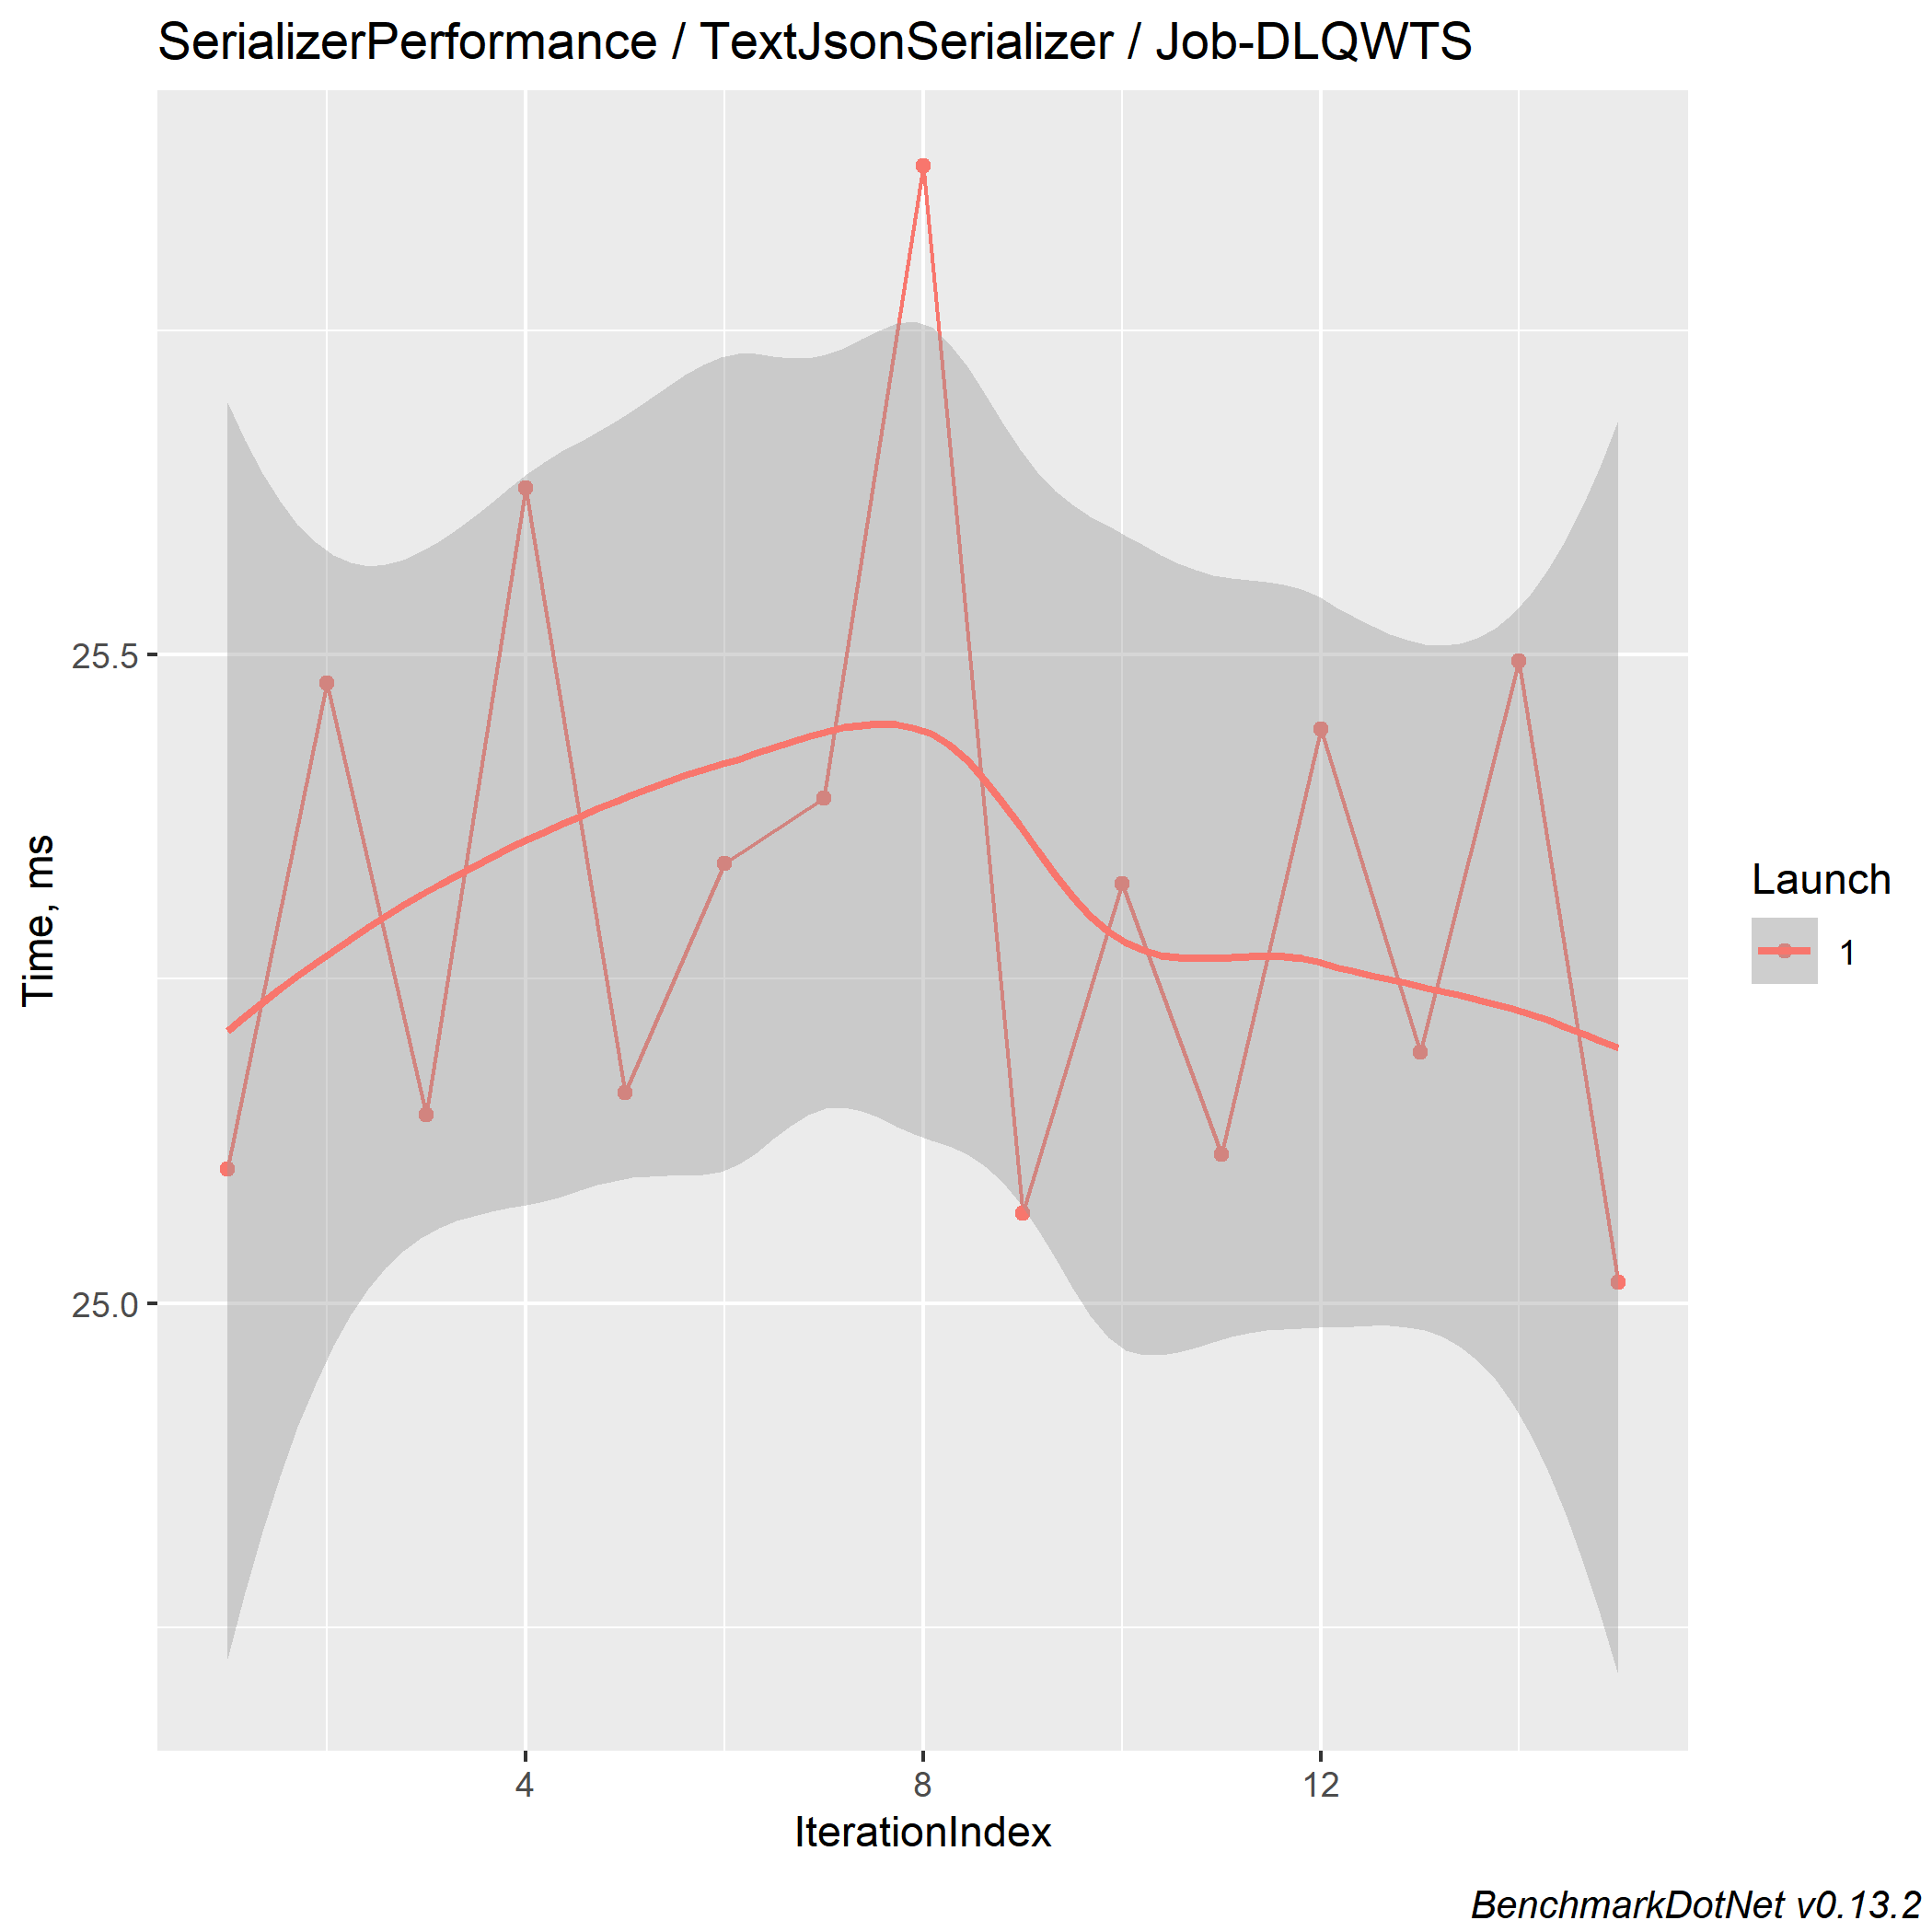 SerializerPerformance / TextJsonSerializer / Job-DLQWTS
Time, ms
25.5
25.0
4
8
12
IterationIndex
Launch
1
BenchmarkDotNet v0.13.2